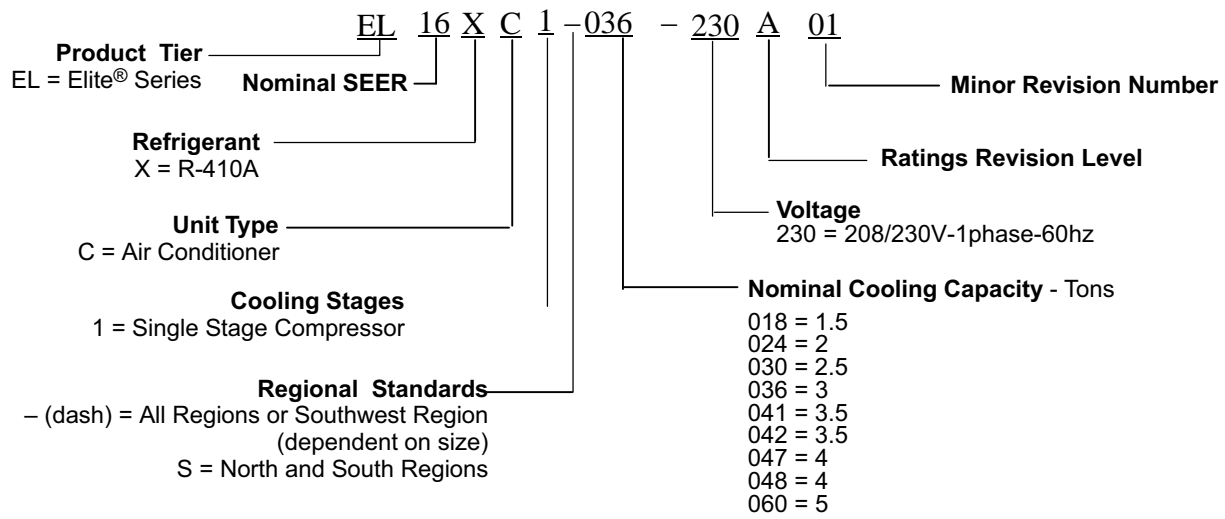 EL 16 X C 1 – 036 – 230 A 01
Product Tier
EL = Elite® Series
Nominal SEER
Minor Revision Number
Refrigerant
X = R-410A
Ratings Revision Level
Unit Type
C = Air Conditioner
Voltage
230 = 208/230V-1phase-60hz
Cooling Stages
1 = Single Stage Compressor
Nominal Cooling Capacity - Tons
018 = 1.5
024 = 2
030 = 2.5
036 = 3
041 = 3.5
042 = 3.5
047 = 4
048 = 4
060 = 5
Regional Standards
– (dash) = All Regions or Southwest Region
(dependent on size)
S = North and South Regions